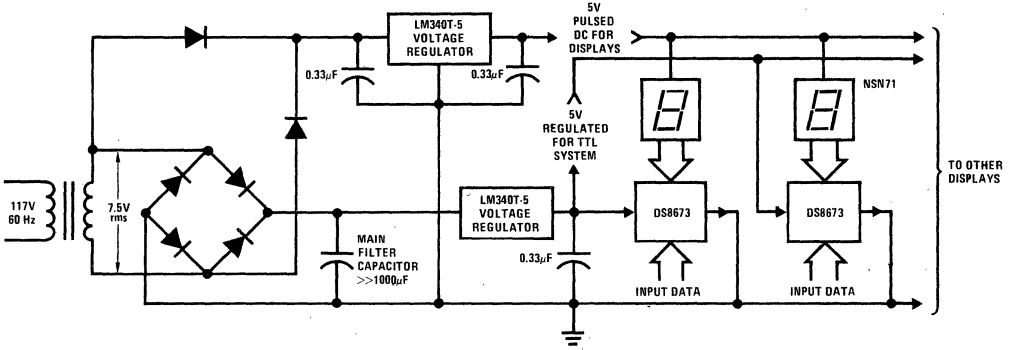 LM340T-5
VOLTAGE
REGULATOR
0.33µF
0.33µF
5V
PULSED
DC FOR
DISPLAYS
NSN71
5V
REGULATED
FOR TTL
SYSTEM
TO OTHER
DISPLAYS
117V
60 Hz
7.5V
rms
LM340T-5
VOLTAGE
REGULATOR
DS8673
DS8673
MAIN
FILTER
CAPACITOR
>>1000µF
0.33µF
INPUT DATA
INPUT DATA